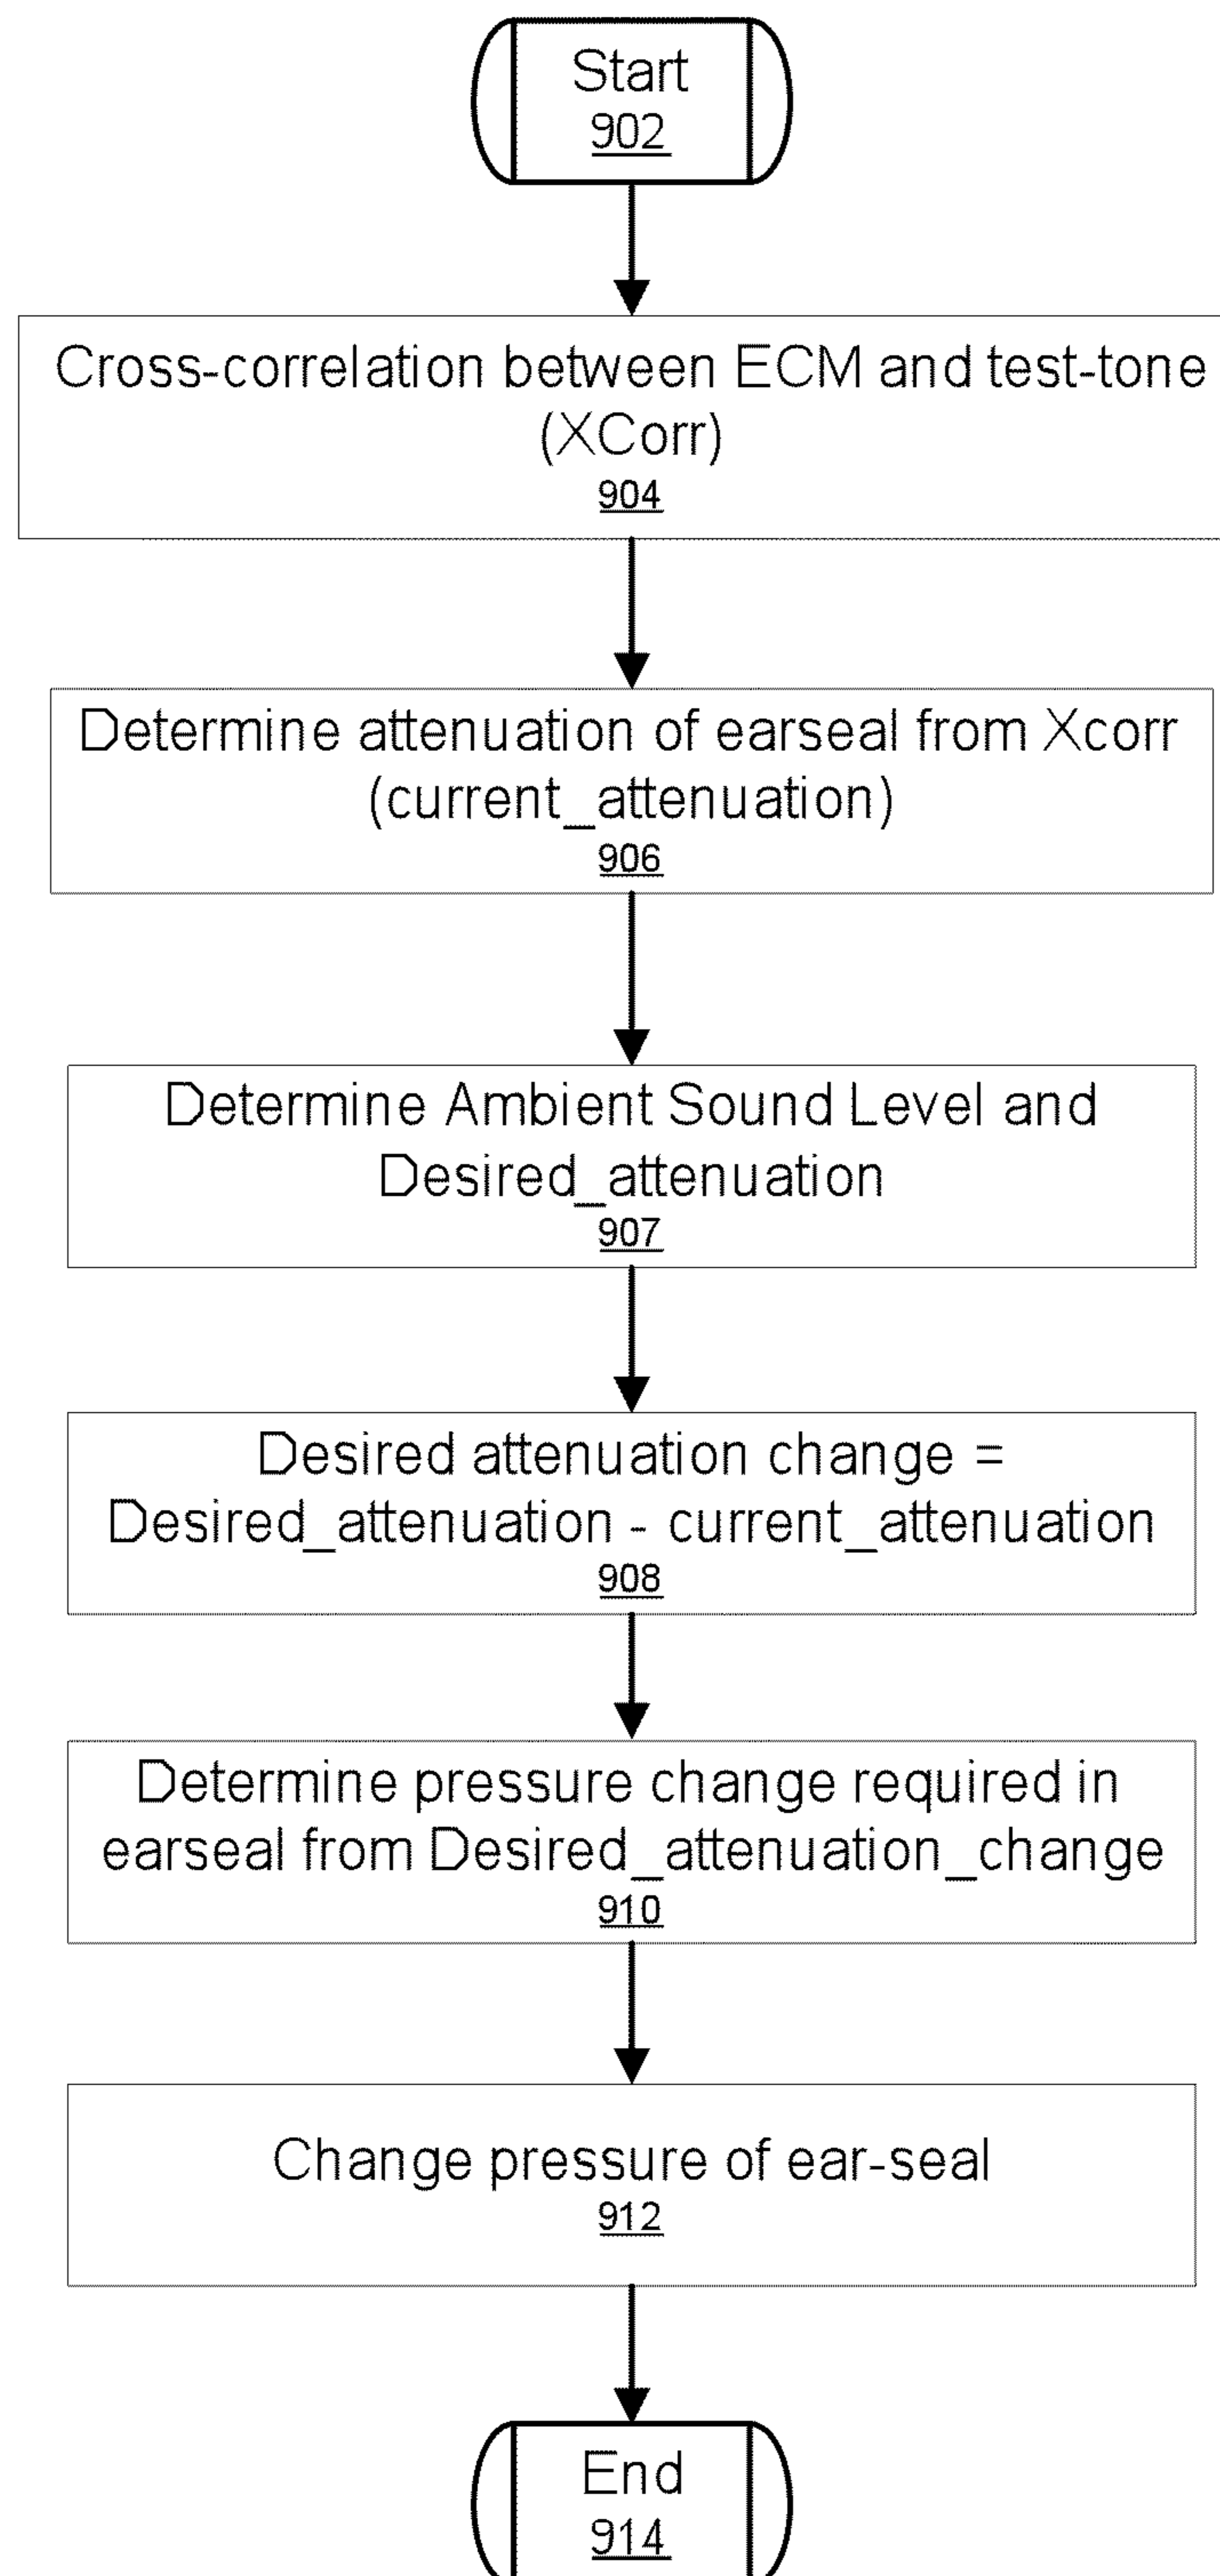 Start
902
Cross-correlation between ECM and test-tone
(XCorr)
904
Determine attenuation of earseal from Xcorr
(current_attenuation)
906
Determine Ambient Sound Level and
Desired_attenuation
907
Desired attenuation change =
Desired_attenuation - current_attenuation
908
Determine pressure change required in
earseal from Desired_attenuation_change
910
Change pressure of ear-seal
912
End
914